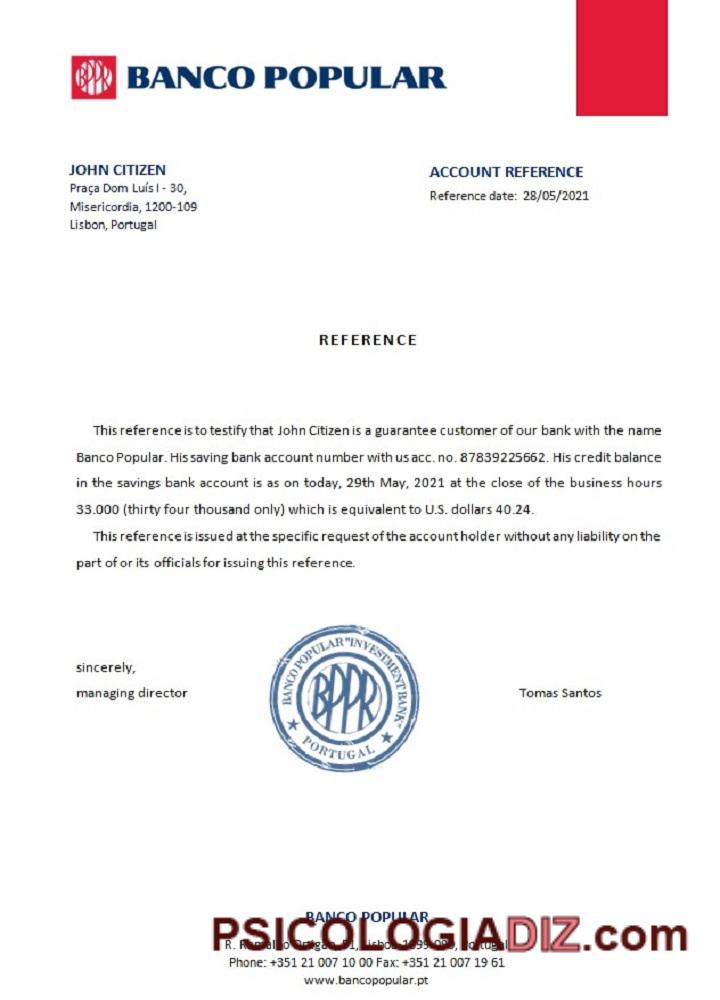 BPPR BANCO POPULAR
JOHN CITIZEN
Praça Dom Luís I - 30,
Misericordia, 1200-109
Lisbon, Portugal
ACCOUNT REFERENCE
Reference date: 28/05/2021
REFERENCE
This reference is to testify that John Citizen is a guarantee customer of our bank with the name
Banco Popular. His saving bank account number with us acc. no. 87839225662. His credit balance
in the savings bank account is as on today, 29th May, 2021 at the close of the business hours
33.000 (thirty four thousand only) which is equivalent to U.S. dollars 40.24.
This reference is issued at the specific request of the account holder without any liability on the
part of or its officials for issuing this reference.
sincerely,
managing director
BANCO POPULAR "INVESTMENT BANK"
BPPR
PORTUGAL
Tomas Santos
BANCO POPULAR
PSICOLOGIADIZ.com
R. Ramalho Ortigão, 51, Lisboa 1099-090, Portugal
Phone: +351 21 007 10 00 Fax: +351 21 007 19 61
www.bancopopular.pt